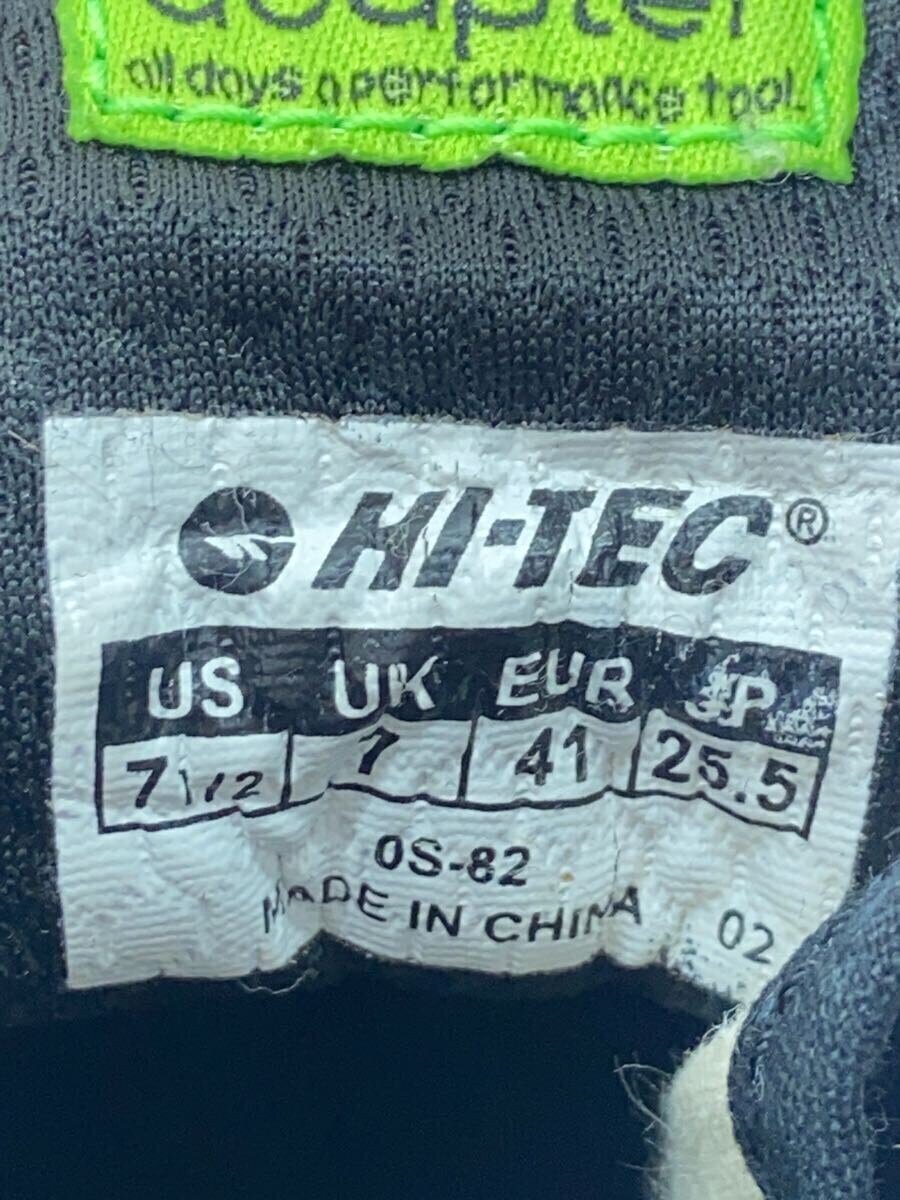 adapter
all days a performance tool.
HI-TEC®
US UK EUR JP
7 1/2 7 41 25.5
0S-82
MADE IN CHINA
02